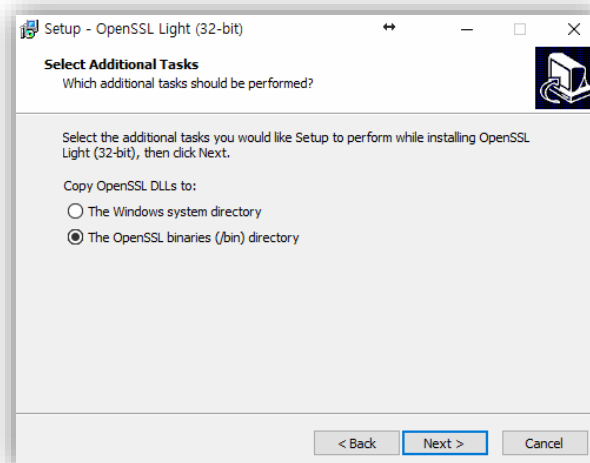 Setup - OpenSSL Light (32-bit)
Select Additional Tasks
Which additional tasks should be performed?
Select the additional tasks you would like Setup to perform while installing OpenSSL
Light (32-bit), then click Next.
Copy OpenSSL DLLs to:
The Windows system directory
The OpenSSL binaries (/bin) directory
< Back
Next >
Cancel